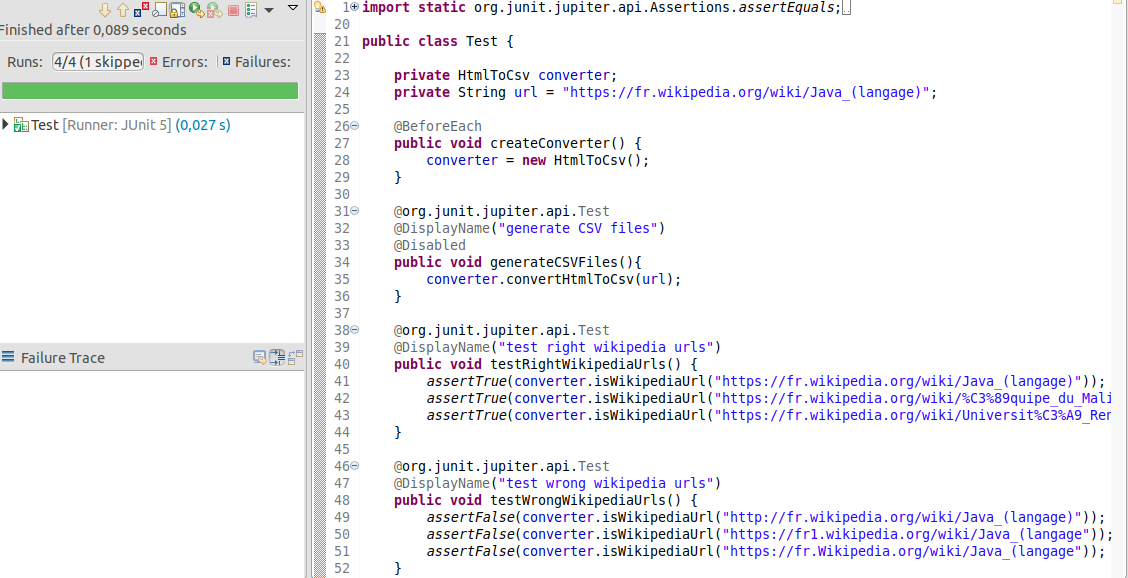 Finished after 0,089 seconds
Runs: 4/4 (1 skippe Errors: Failures:
Test [Runner: JUnit 5] (0,027 s)
Failure Trace
1 import static org.junit.jupiter.api.Assertions.assertEquals;
20
21 public class Test {
22
23 private HtmlToCsv converter;
24 private String url = "https://fr.wikipedia.org/wiki/Java_(langage)";
25
26 @BeforeEach
27 public void createConverter() {
28 converter = new HtmlToCsv();
29 }
30
31 @org.junit.jupiter.api.Test
32 @DisplayName("generate CSV files")
33 @Disabled
34 public void generateCSVFiles(){
35 converter.convertHtmlToCsv(url);
36 }
37
38 @org.junit.jupiter.api.Test
39 @DisplayName("test right wikipedia urls")
40 public void testRightWikipediaUrls() {
41 assertTrue(converter.isWikipediaUrl("https://fr.wikipedia.org/wiki/Java_(langage)"));
42 assertTrue(converter.isWikipediaUrl("https://fr.wikipedia.org/wiki/%C3%89quipe_du_Mali
43 assertTrue(converter.isWikipediaUrl("https://fr.wikipedia.org/wiki/Universit%C3%A9_Ren
44 }
45
46 @org.junit.jupiter.api.Test
47 @DisplayName("test wrong wikipedia urls")
48 public void testWrongWikipediaUrls() {
49 assertFalse(converter.isWikipediaUrl("http://fr.wikipedia.org/wiki/Java_(langage)"));
50 assertFalse(converter.isWikipediaUrl("https://fr1.wikipedia.org/wiki/Java_(langage"));
51 assertFalse(converter.isWikipediaUrl("https://fr.Wikipedia.org/wiki/Java_(langage"));
52 }